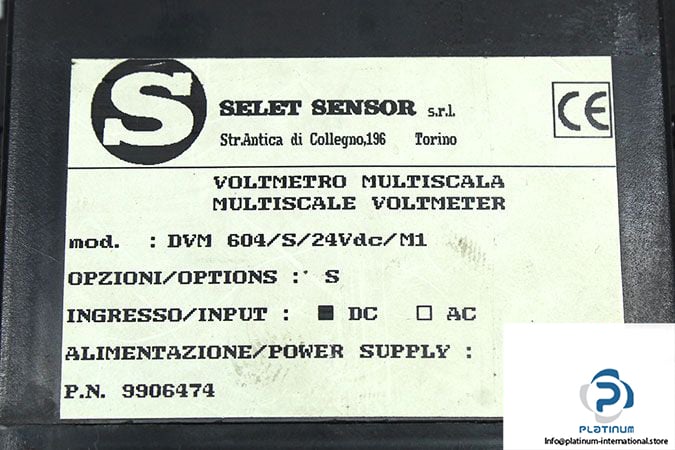 S
SELET SENSOR s.r.l.
Str.Antica di Collegno,196 Torino
CE
VOLTMETRO MULTISCALA
MULTISCALE VOLTMETER
mod. : DVM 604/S/24Vdc/M1
OPZIONI/OPTIONS : S
INGRESSO/INPUT : ■ DC □ AC
ALIMENTAZIONE/POWER SUPPLY :
P.N. 9906474
P
PLATINUM
Info@platinum-international.store